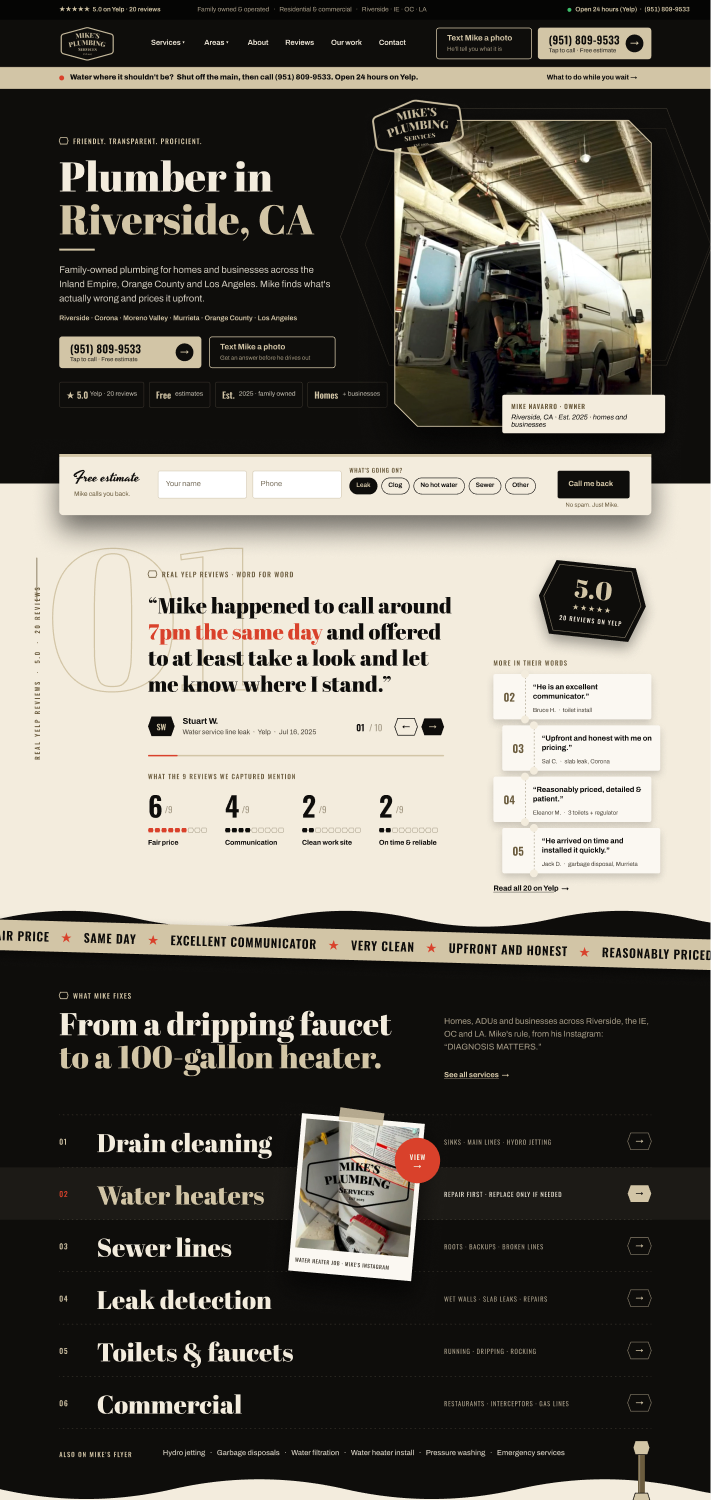 ★★★★★ 5.0 on Yelp · 20 reviews
Family owned & operated · Residential & commercial · Riverside · IE · OC · LA
Open 24 hours (Yelp) · (951) 809-9533
MIKE'S
PLUMBING
SERVICES
Services
Areas
About
Reviews
Our work
Contact
Text Mike a photo
He'll tell you what it is
(951) 809-9533
Tap to call · Free estimate
→
Water where it shouldn't be? Shut off the main, then call (951) 809-9533. Open 24 hours on Yelp.
What to do while you wait →
MIKE'S
PLUMBING
SERVICES
FRIENDLY. TRANSPARENT. PROFICIENT.
Plumber in
Riverside, CA
Family-owned plumbing for homes and businesses across the
Inland Empire, Orange County and Los Angeles. Mike finds what's
actually wrong and prices it upfront.
Riverside · Corona · Moreno Valley · Murrieta · Orange County · Los Angeles
(951) 809-9533
Tap to call · Free estimate
→
Text Mike a photo
Get an answer before he drives out
★ 5.0 Yelp · 20 reviews
Free estimates
Est. 2025 · family owned
Homes + businesses
MIKE NAVARRO · OWNER
Riverside, CA · Est. 2025 · homes and
businesses
Free estimate
Mike calls you back.
Your name
Phone
WHAT'S GOING ON?
Leak
Clog
No hot water
Sewer
Other
Call me back
No spam. Just Mike.
01
REAL YELP REVIEWS · 5.0 · 20 REVIEWS
REAL YELP REVIEWS · WORD FOR WORD
“Mike happened to call around
7pm the same day and offered
to at least take a look and let
me know where I stand.”
SW
Stuart W.
Water service line leak · Yelp · Jul 16, 2025
01 / 10
← →
WHAT THE 9 REVIEWS WE CAPTURED MENTION
6 /9
Fair price
4 /9
Communication
2 /9
Clean work site
2 /9
On time & reliable
5.0
★★★★★
20 REVIEWS ON YELP
MORE IN THEIR WORDS
02
“He is an excellent
communicator.”
Bruce H. · toilet install
03
“Upfront and honest with me on
pricing.”
Sal C. · slab leak, Corona
04
“Reasonably priced, detailed &
patient.”
Eleanor M. · 3 toilets + regulator
05
“He arrived on time and
installed it quickly.”
Jack D. · garbage disposal, Murrieta
Read all 20 on Yelp →
IR PRICE ★ SAME DAY ★ EXCELLENT COMMUNICATOR ★ VERY CLEAN ★ UPFRONT AND HONEST ★ REASONABLY PRICED
WHAT MIKE FIXES
From a dripping faucet
to a 100-gallon heater.
Homes, ADUs and businesses across Riverside, the IE,
OC and LA. Mike's rule, from his Instagram:
“DIAGNOSIS MATTERS.”
See all services →
01
Drain cleaning
SINKS · MAIN LINES · HYDRO JETTING
→
02
Water heaters
REPAIR FIRST · REPLACE ONLY IF NEEDED
→
MIKE'S
PLUMBING
SERVICES
VIEW
→
WATER HEATER JOB · MIKE'S INSTAGRAM
03
Sewer lines
ROOTS · BACKUPS · BROKEN LINES
→
04
Leak detection
WET WALLS · SLAB LEAKS · REPAIRS
→
05
Toilets & faucets
RUNNING · DRIPPING · ROCKING
→
06
Commercial
RESTAURANTS · INTERCEPTORS · GAS LINES
→
ALSO ON MIKE'S FLYER
Hydro jetting · Garbage disposals · Water filtration · Water heater install · Pressure washing · Emergency services